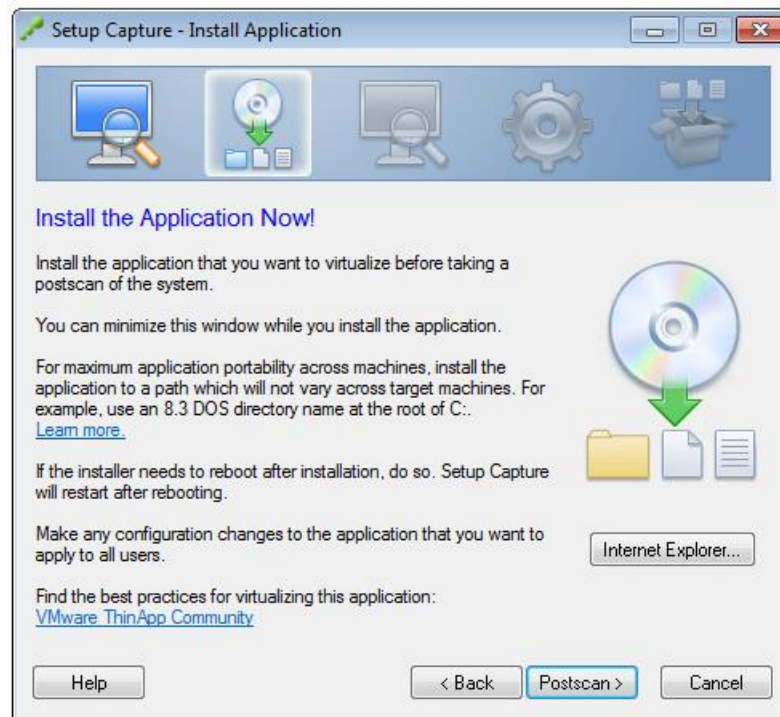 Setup Capture - Install Application
Install the Application Now!
Install the application that you want to virtualize before taking a
postscan of the system.
You can minimize this window while you install the application.
For maximum application portability across machines, install the
application to a path which will not vary across target machines. For
example, use an 8.3 DOS directory name at the root of C:.
Learn more.
If the installer needs to reboot after installation, do so. Setup Capture
will restart after rebooting.
Make any configuration changes to the application that you want to
apply to all users.
Internet Explorer...
Find the best practices for virtualizing this application:
VMware ThinApp Community
Help
< Back
Postscan >
Cancel